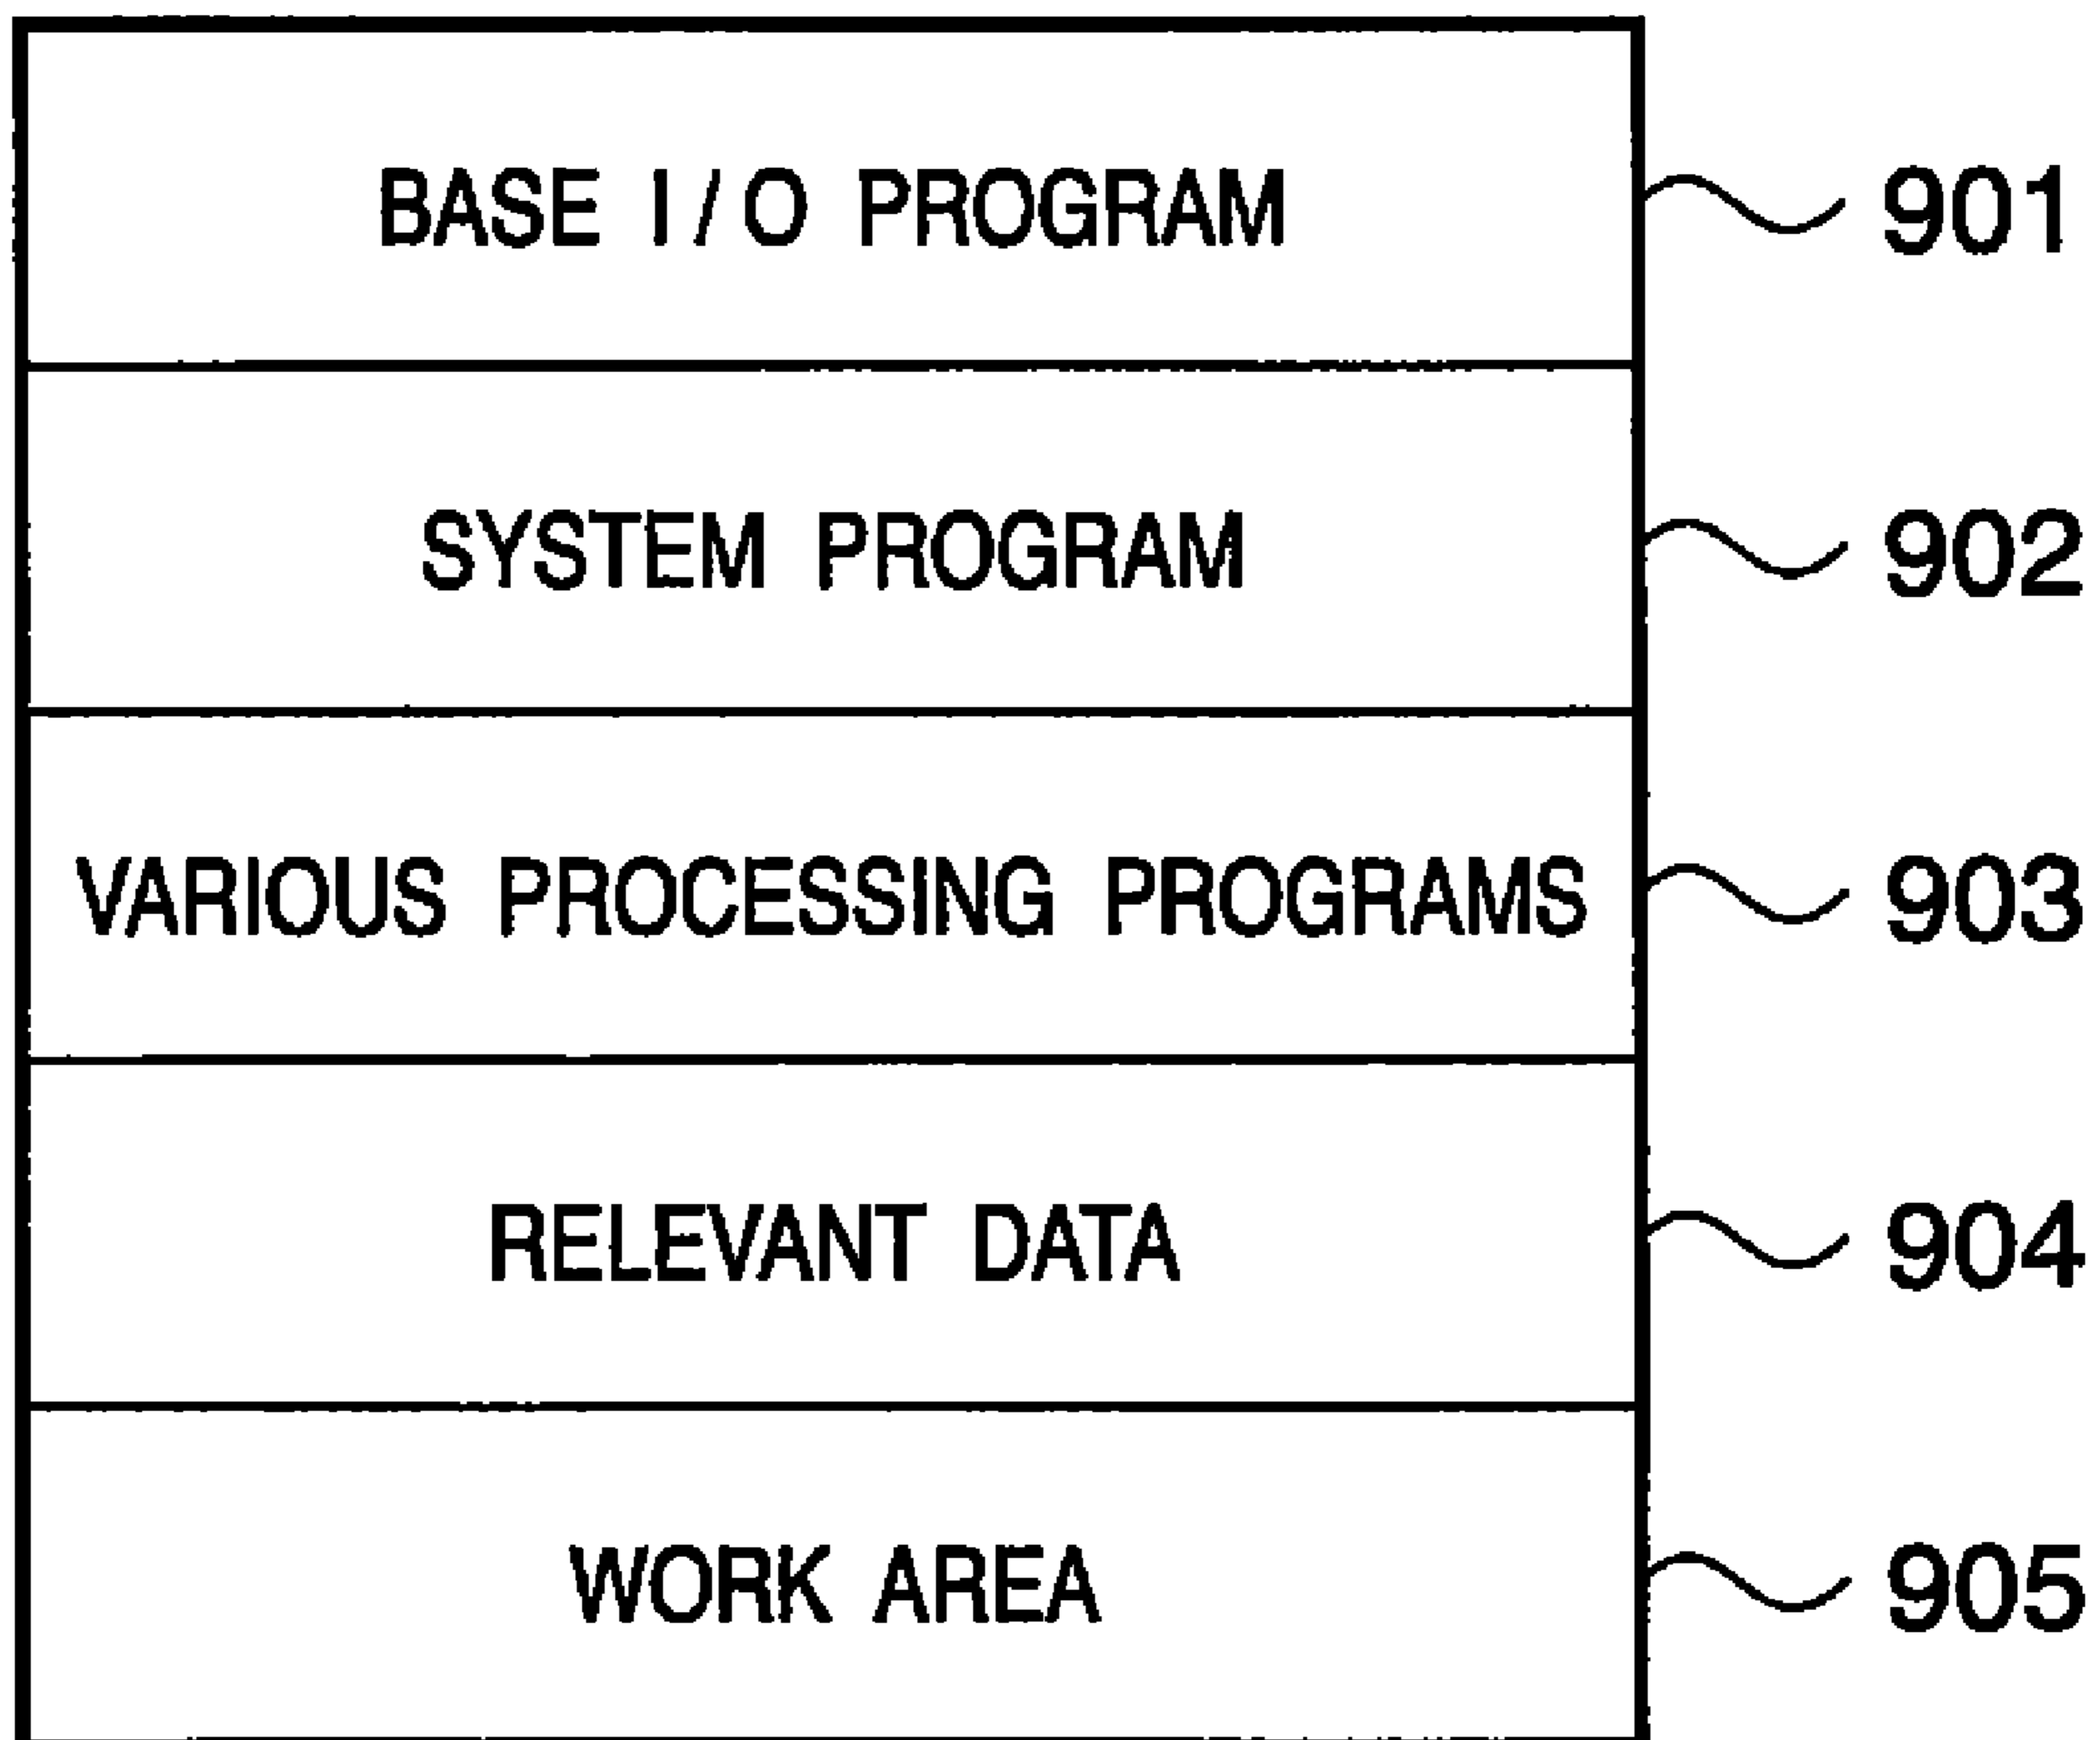 BASE I/O PROGRAM 901
SYSTEM PROGRAM 902
VARIOUS PROCESSING PROGRAMS 903
RELEVANT DATA 904
WORK AREA 905